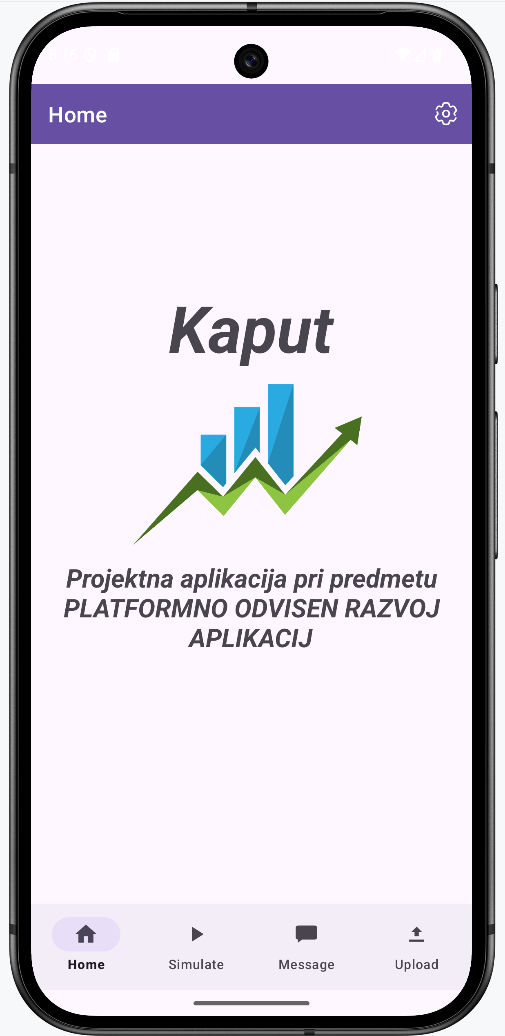 Home
Kaput
Projektna aplikacija pri predmetu
PLATFORMNO ODVISEN RAZVOJ
APLIKACIJ
Home
Simulate
Message
Upload